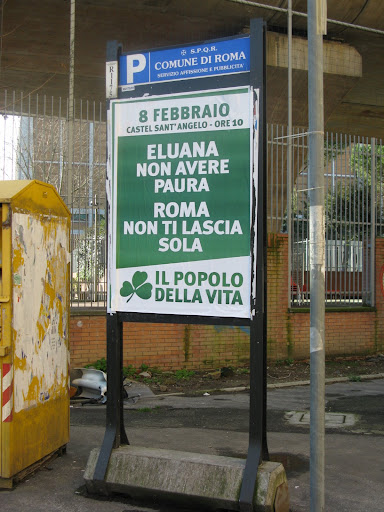 P
S.P.Q.R.
COMUNE DI ROMA
SERVIZIO AFFISSIONI E PUBBLICITA'
8 FEBBRAIO
CASTEL SANT'ANGELO - ORE 10
ELUANA
NON AVERE
PAURA
ROMA
NON TI LASCIA
SOLA
IL POPOLO
DELLA VITA